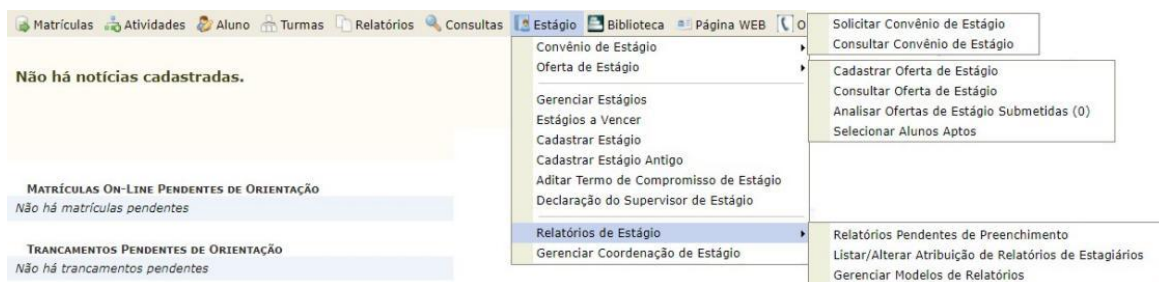 Matrículas Atividades Aluno Turmas Relatórios Consultas Estágio Biblioteca Página WEB O
Não há notícias cadastradas.
MATRÍCULAS ON-LINE PENDENTES DE ORIENTAÇÃO
Não há matrículas pendentes
TRANCAMENTOS PENDENTES DE ORIENTAÇÃO
Não há trancamentos pendentes
Convênio de Estágio
Oferta de Estágio
Gerenciar Estágios
Estágios a Vencer
Cadastrar Estágio
Cadastrar Estágio Antigo
Aditar Termo de Compromisso de Estágio
Declaração do Supervisor de Estágio
Relatórios de Estágio
Gerenciar Coordenação de Estágio
Solicitar Convênio de Estágio
Consultar Convênio de Estágio
Cadastrar Oferta de Estágio
Consultar Oferta de Estágio
Analisar Ofertas de Estágio Submetidas (0)
Selecionar Alunos Aptos
Relatórios Pendentes de Preenchimento
Listar/Alterar Atribuição de Relatórios de Estagiários
Gerenciar Modelos de Relatórios